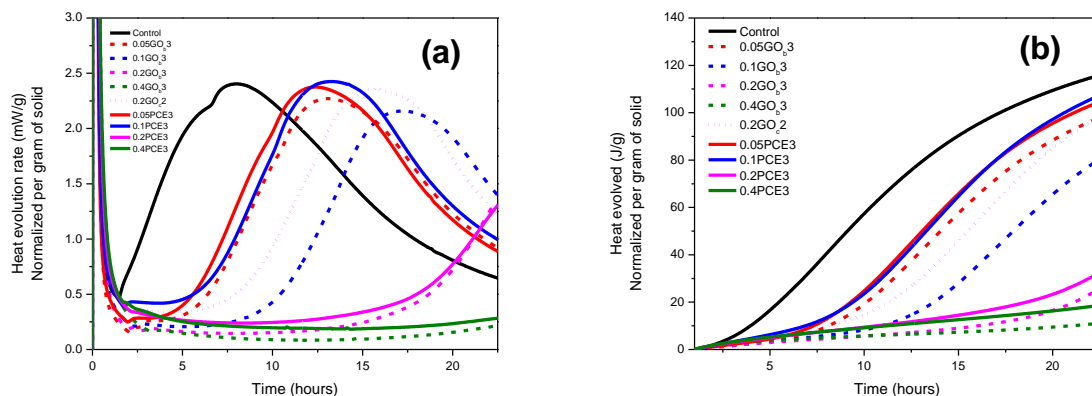 Heat evolution rate (mW/g)
Normalized per gram of solid
3.0
2.5
2.0
1.5
1.0
0.5
0.0
0
5
10
15
20
Time (hours)
Control
0.05GOb3
0.1GOb3
0.2GOb3
0.4GOb3
0.2GOc2
0.05PCE3
0.1PCE3
0.2PCE3
0.4PCE3
(a)
Heat evolved (J/g)
Normalized per gram of solid
140
120
100
80
60
40
20
0
5
10
15
20
Time (hours)
Control
0.05GOb3
0.1GOb3
0.2GOb3
0.4GOb3
0.2GOc2
0.05PCE3
0.1PCE3
0.2PCE3
0.4PCE3
(b)